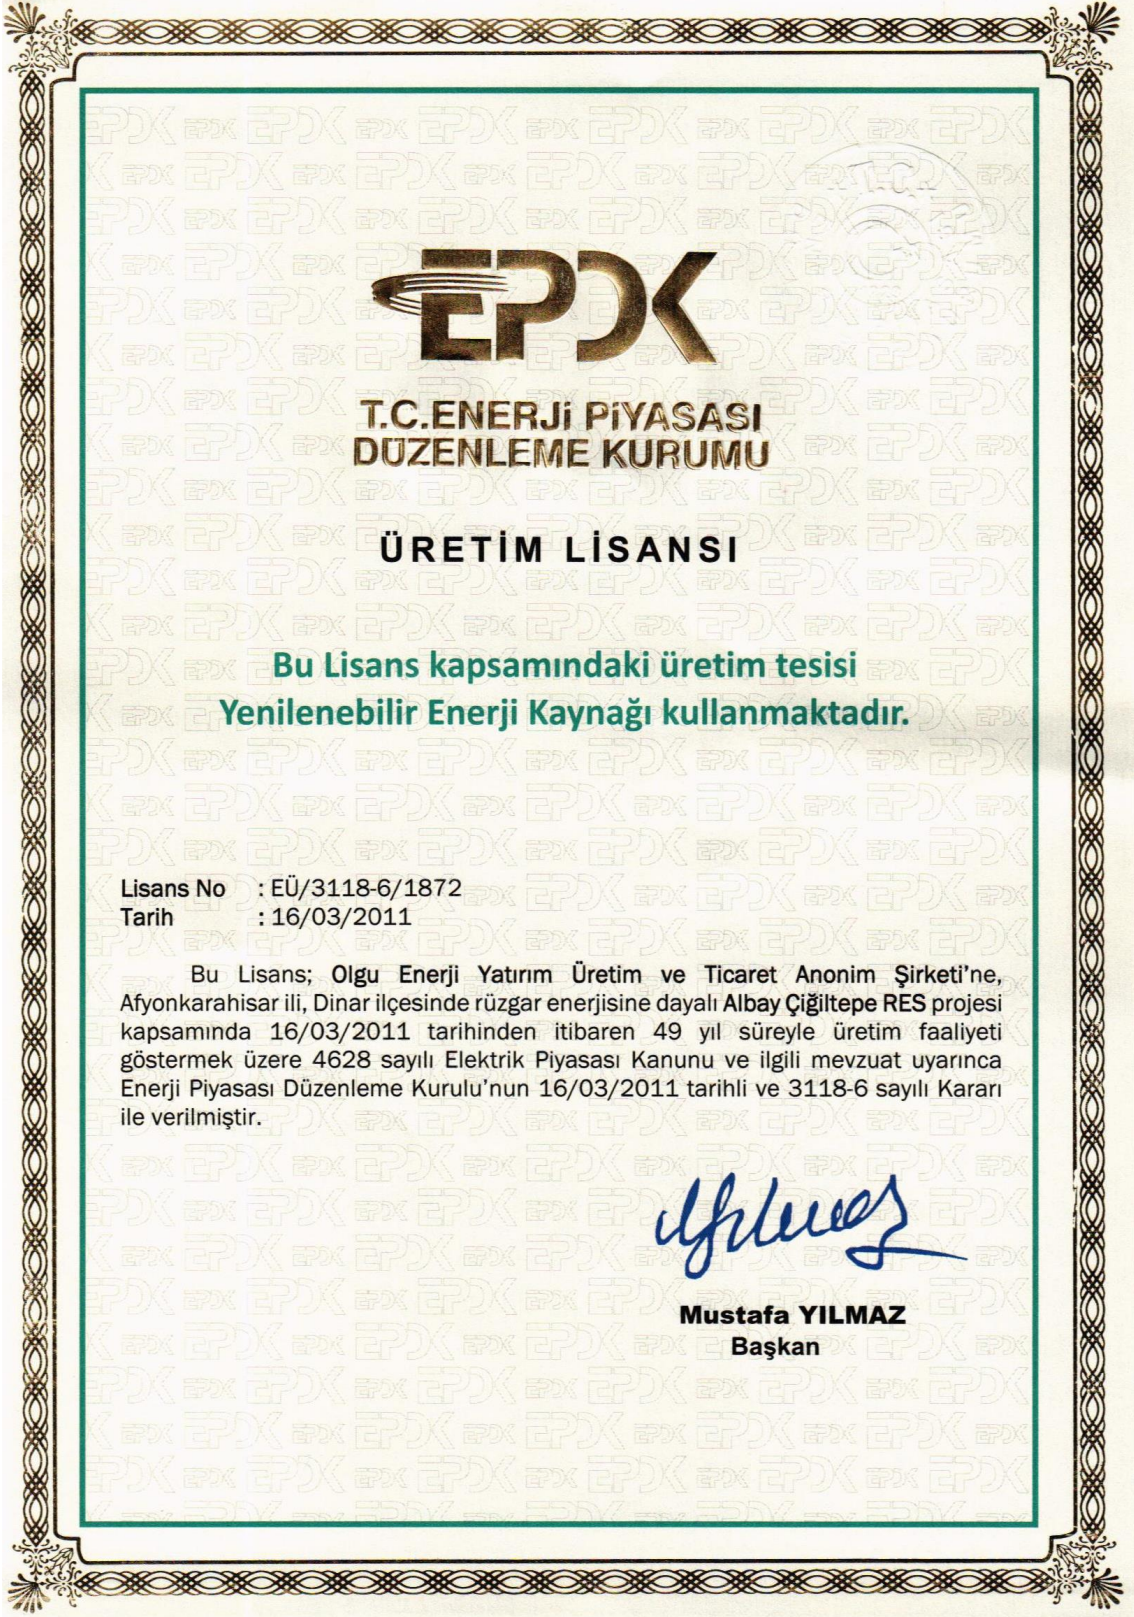 EPDK
T.C.ENERJİ PİYASASI
DÜZENLEME KURUMU
ÜRETİM LİSANSI
Bu Lisans kapsamındaki üretim tesisi
Yenilenebilir Enerji Kaynağı kullanmaktadır.
Lisans No : EÜ/3118-6/1872
Tarih : 16/03/2011
Bu Lisans; Olgu Enerji Yatırım Üretim ve Ticaret Anonim Şirketi’ne,
Afyonkarahisar ili, Dinar ilçesinde rüzgar enerjisine dayalı Albay Çiğiltepe RES projesi
kapsamında 16/03/2011 tarihinden itibaren 49 yıl süreyle üretim faaliyeti
göstermek üzere 4628 sayılı Elektrik Piyasası Kanunu ve ilgili mevzuat uyarınca
Enerji Piyasası Düzenleme Kurulu’nun 16/03/2011 tarihli ve 3118-6 sayılı Kararı
ile verilmiştir.
Mustafa YILMAZ
Başkan